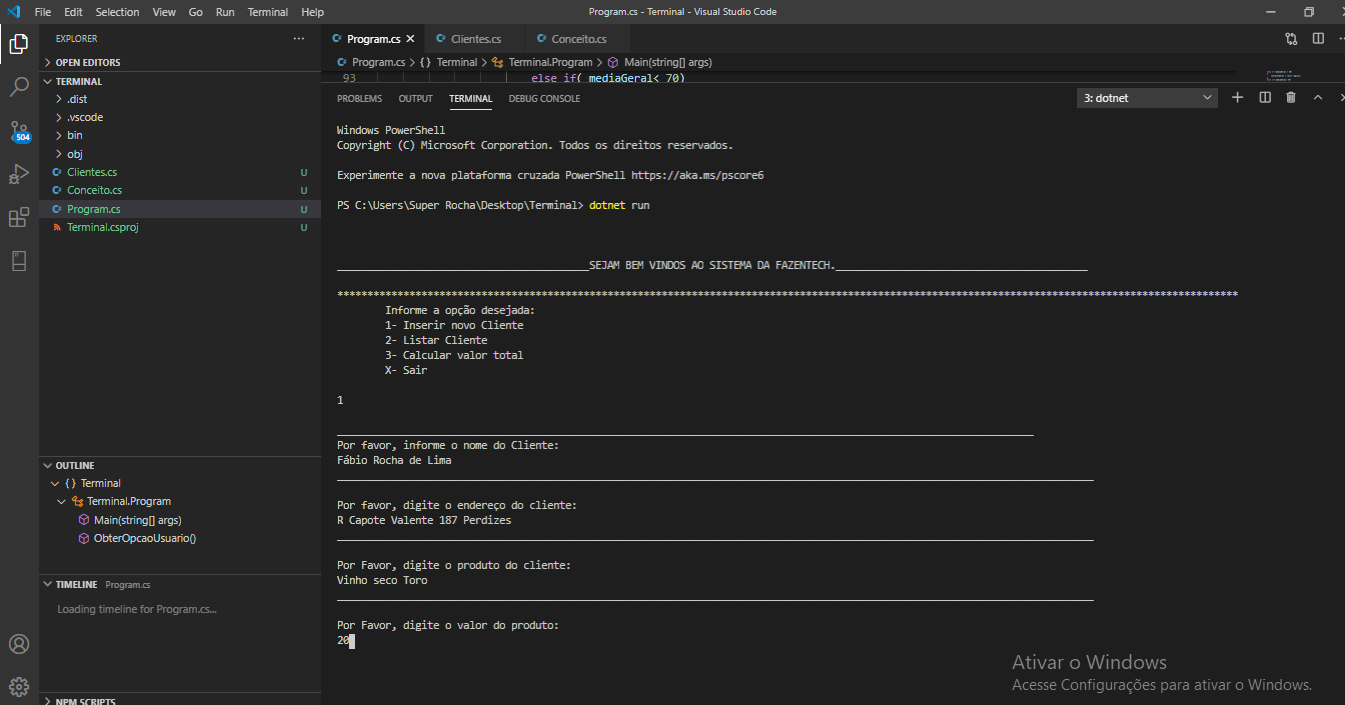 File Edit Selection View Go Run Terminal Help
Program.cs - Terminal - Visual Studio Code
EXPLORER
OPEN EDITORS
TERMINAL
.dist
.vscode
bin
obj
Clientes.cs U
Conceito.cs U
Program.cs U
Terminal.csproj U
504
OUTLINE
{ } Terminal
Terminal.Program
Main(string[] args)
ObterOpcaoUsuario()
TIMELINE Program.cs
Loading timeline for Program.cs...
NPM SCRIPTS
Program.cs Clientes.cs Conceito.cs
Program.cs > { } Terminal > Terminal.Program > Main(string[] args)
93 else if( mediaGeral< 70)
PROBLEMS OUTPUT TERMINAL DEBUG CONSOLE
3: dotnet
Windows PowerShell
Copyright (C) Microsoft Corporation. Todos os direitos reservados.
Experimente a nova plataforma cruzada PowerShell https://aka.ms/pscore6
PS C:\Users\Super Rocha\Desktop\Terminal> dotnet run
SEJAM BEM VINDOS AO SISTEMA DA FAZENTECH.
Informe a opção desejada:
1- Inserir novo Cliente
2- Listar Cliente
3- Calcular valor total
X- Sair
1
Por favor, informe o nome do Cliente:
Fábio Rocha de Lima
Por favor, digite o endereço do cliente:
R Capote Valente 187 Perdizes
Por Favor, digite o produto do cliente:
Vinho seco Toro
Por Favor, digite o valor do produto:
20
Ativar o Windows
Acesse Configurações para ativar o Windows.